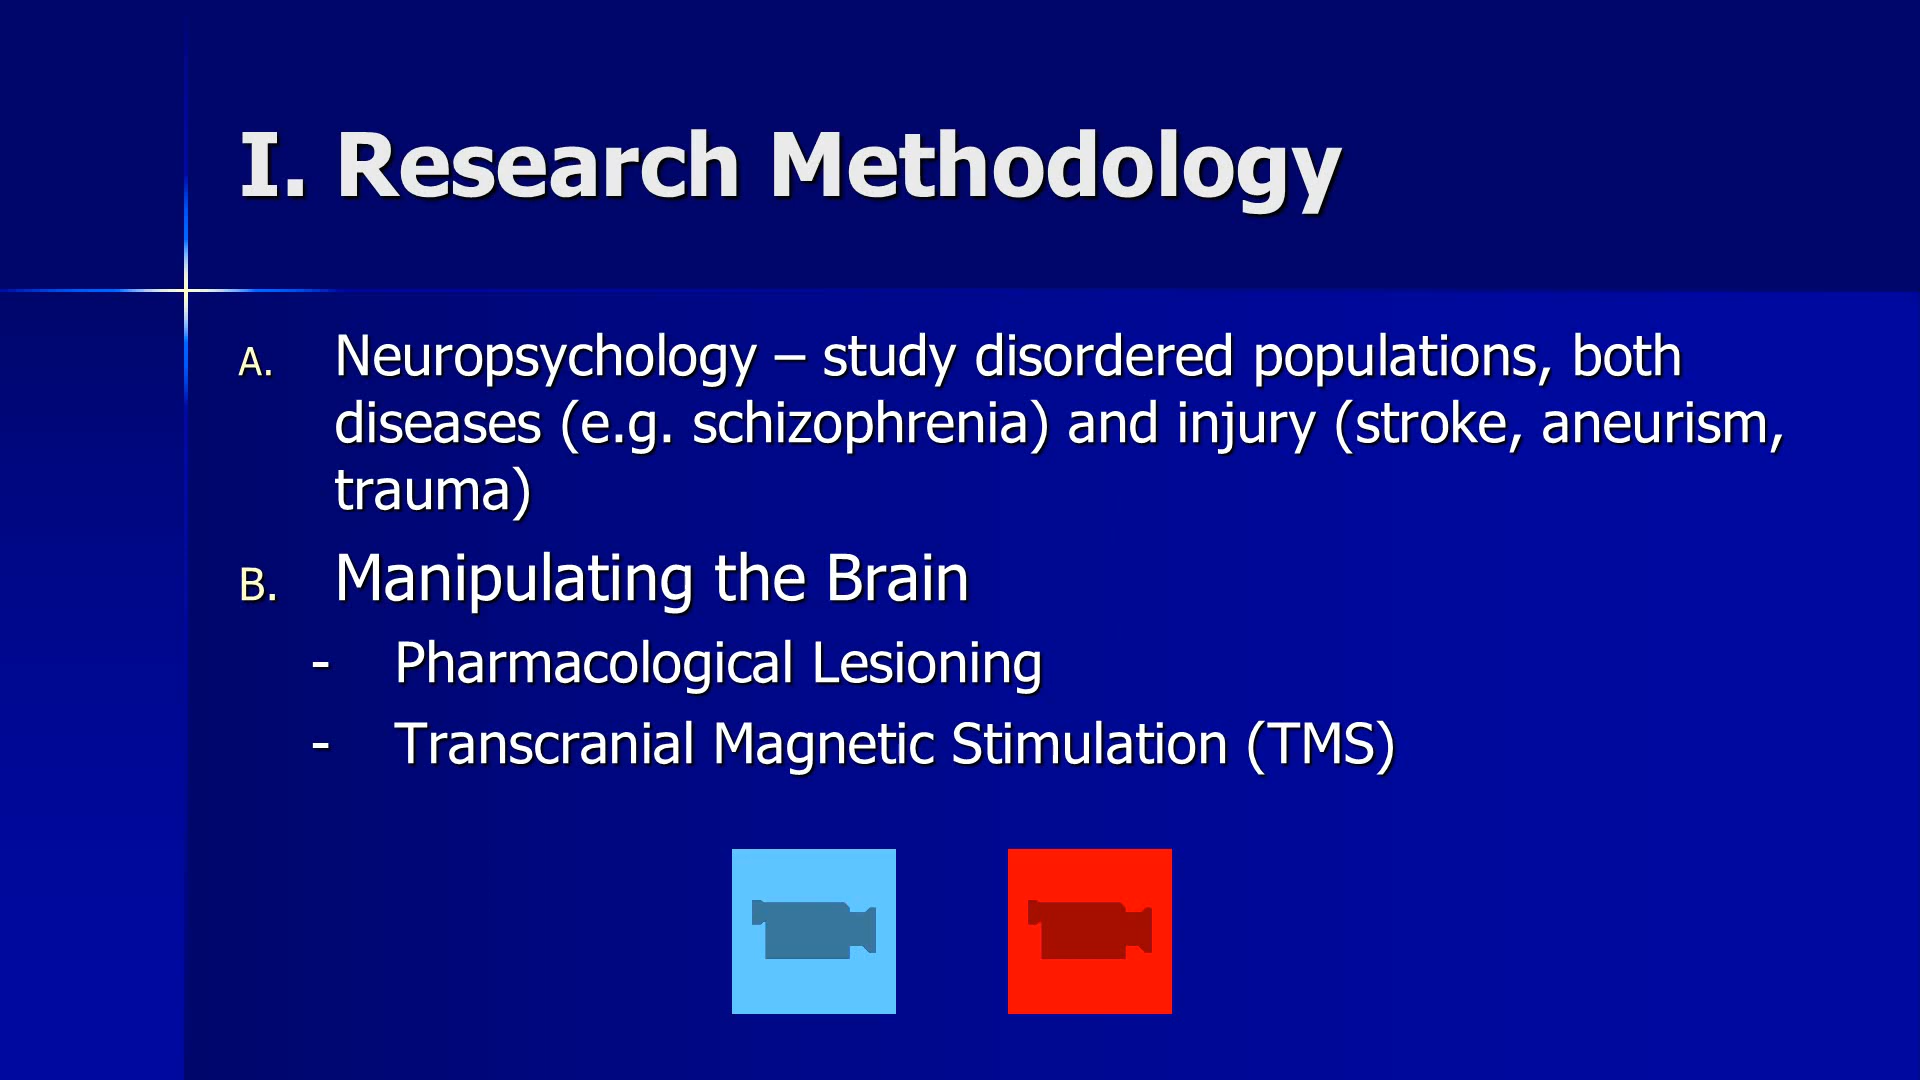 I. Research Methodology
A. Neuropsychology – study disordered populations, both
diseases (e.g. schizophrenia) and injury (stroke, aneurism,
trauma)
B. Manipulating the Brain
- Pharmacological Lesioning
- Transcranial Magnetic Stimulation (TMS)